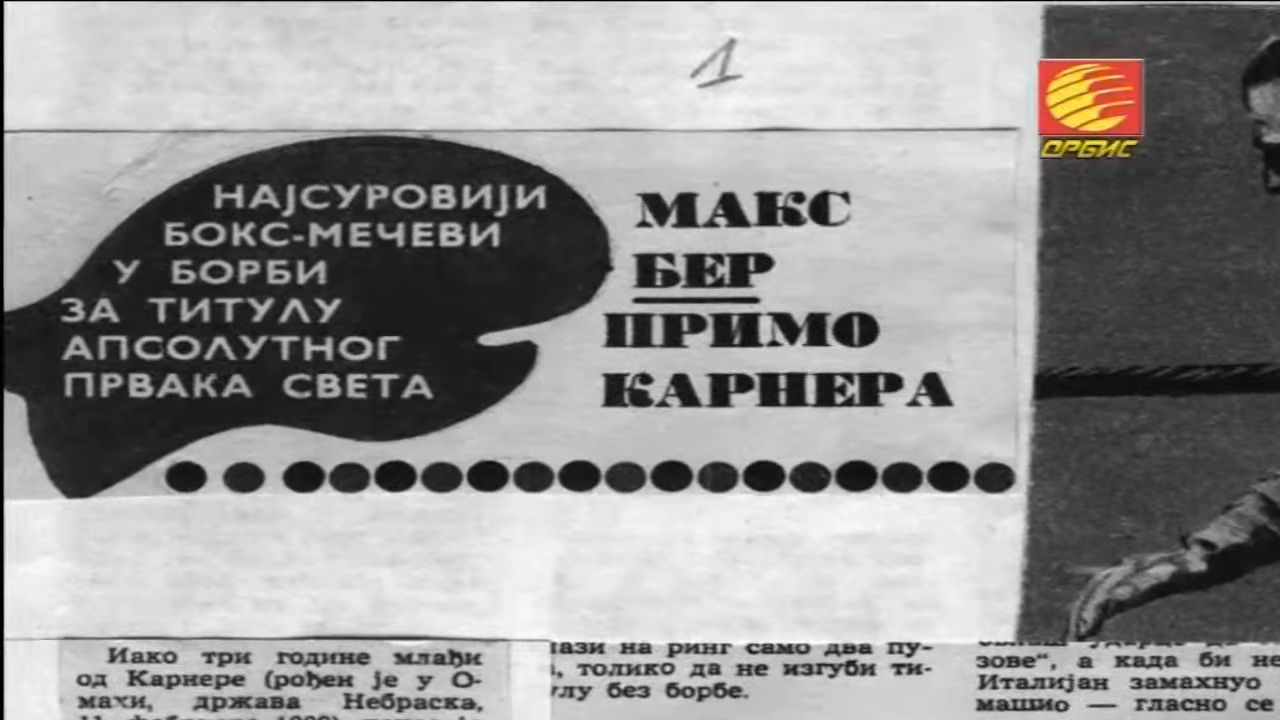 1
ОРБИС
НАЈСУРОВИЈИ
БОКС-МЕЧЕВИ
У БОРБИ
ЗА ТИТУЛУ
АПСОЛУТНОГ
ПРВАКА СВЕТА
МАКС
БЕР
ПРИМО
КАРНЕРА
Иако три године млађи
од Карнере (рођен је у О-
махи, држава Небраска,
на ринг само два пу-
толико да не изгуби ти-
без борбе.
зове“, а када би не
Италијан замахнуо
машио — гласно се